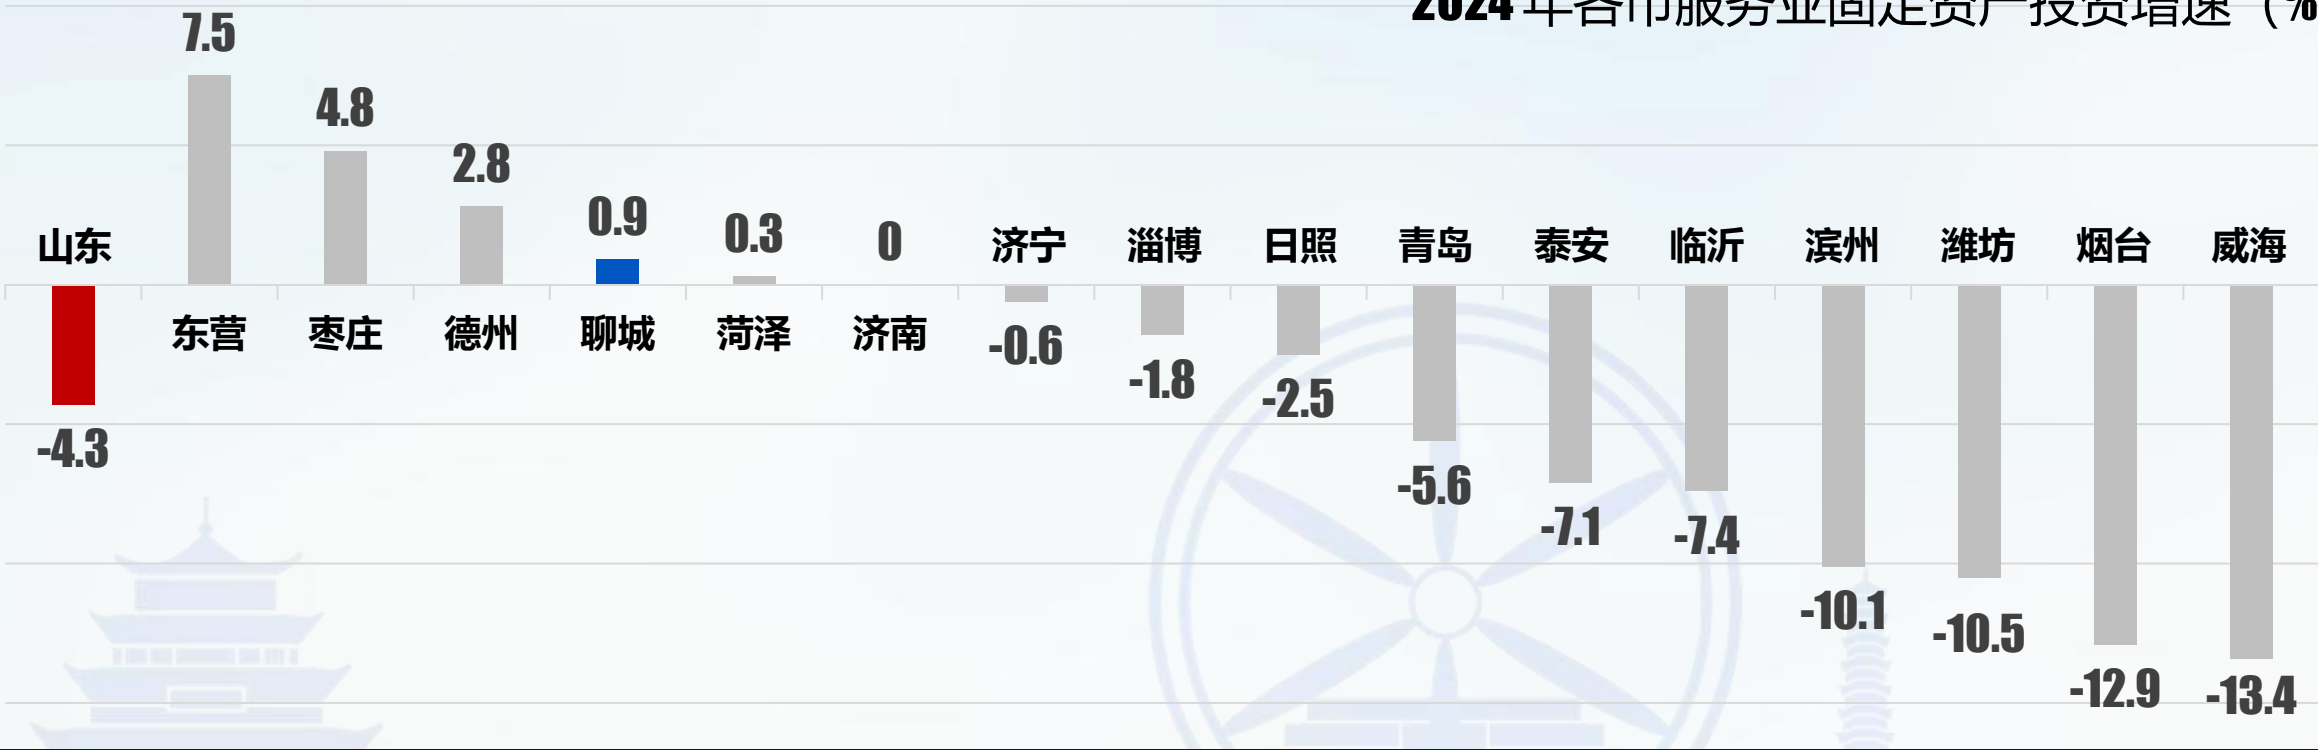 2024年各市服务业固定资产投资增速（%
7.5
4.8
2.8
0.9
0.3
0
山东
济宁
淄博
日照
青岛
泰安
临沂
滨州
潍坊
烟台
威海
东营
枣庄
德州
聊城
菏泽
济南
-4.3
-0.6
-1.8
-2.5
-5.6
-7.1
-7.4
-10.1
-10.5
-12.9
-13.4